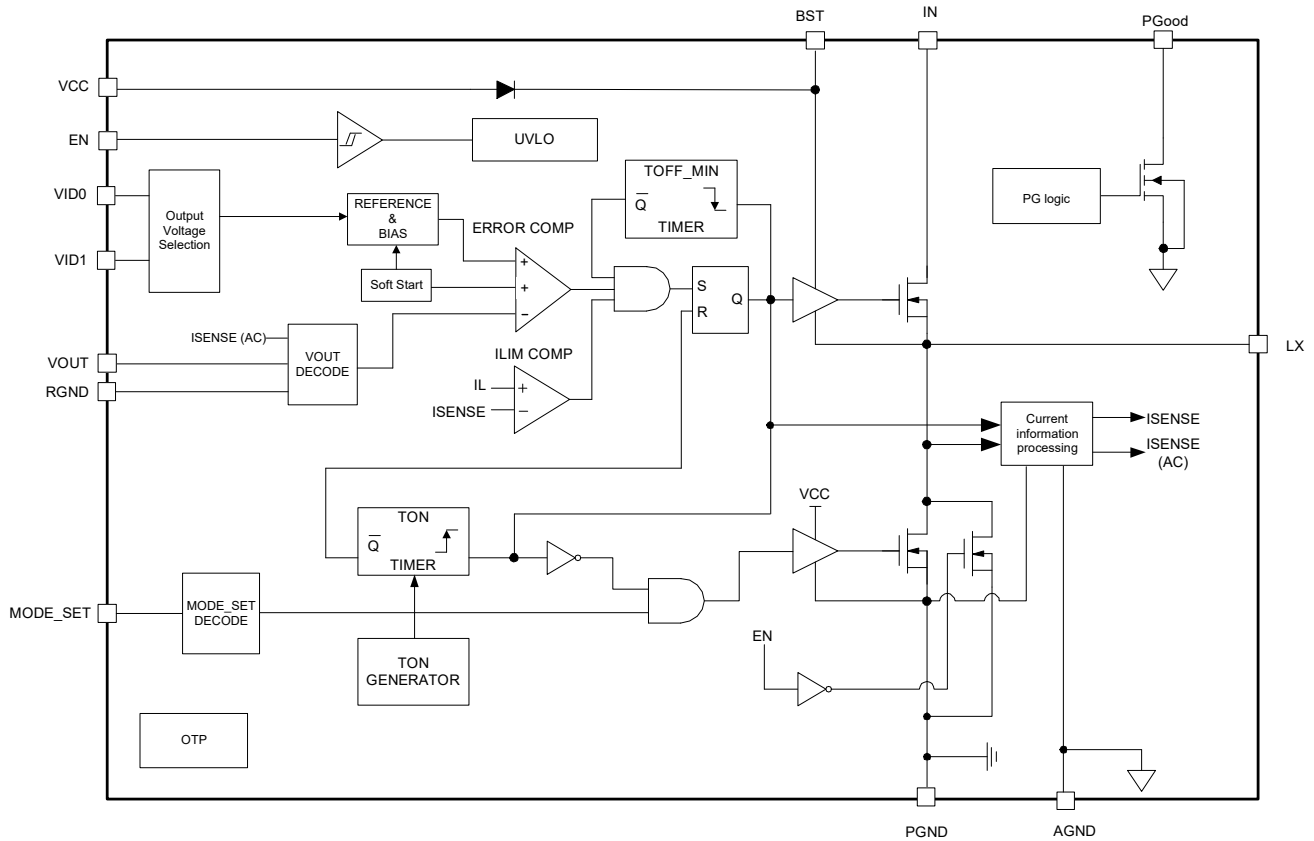 BST
IN
PGood
VCC
EN
UVLO
VID0
VID1
Output
Voltage
Selection
REFERENCE
&
BIAS
Soft Start
ERROR COMP
+
+
−
TOFF_MIN
Q
TIMER
S
R
Q
PG logic
LX
ISENSE (AC)
VOUT
RGND
VOUT
DECODE
ILIM COMP
IL
+
ISENSE
−
Current
information
processing
ISENSE
ISENSE
(AC)
VCC
TON
Q
TIMER
MODE_SET
MODE_SET
DECODE
TON
GENERATOR
EN
OTP
PGND
AGND